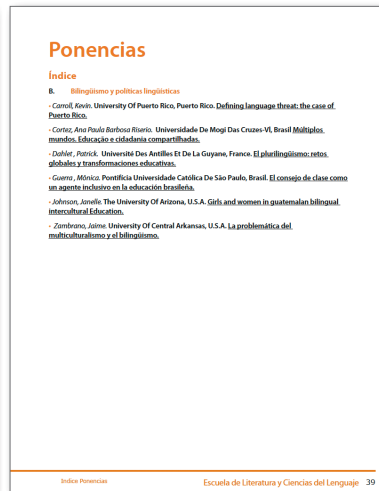 Ponencias
Índice
B. Bilingüismo y políticas lingüísticas
- Carroll, Kevin. University Of Puerto Rico, Puerto Rico. Defining language threat: the case of
Puerto Rico.
- Cortez, Ana Paula Barbosa Riserio. Universidade De Mogi Das Cruzes-Vl, Brasil Múltiplos
mundos. Educação e cidadania compartilhadas.
- Dahlet , Patrick. Université Des Antilles Et De La Guyane, France. El plurilingüismo: retos
globales y transformaciones educativas.
- Guerra , Mônica. Pontifícia Universidade Católica De São Paulo, Brasil. El consejo de clase como
un agente inclusivo en la educación brasileña.
- Johnson, Janelle. The University Of Arizona, U.S.A. Girls and women in guatemalan bilingual
intercultural Education.
- Zambrano, Jaime. University Of Central Arkansas, U.S.A. La problemática del
multiculturalismo y el bilingüismo.
Indice Ponencias
Escuela de Literatura y Ciencias del Lenguaje 39